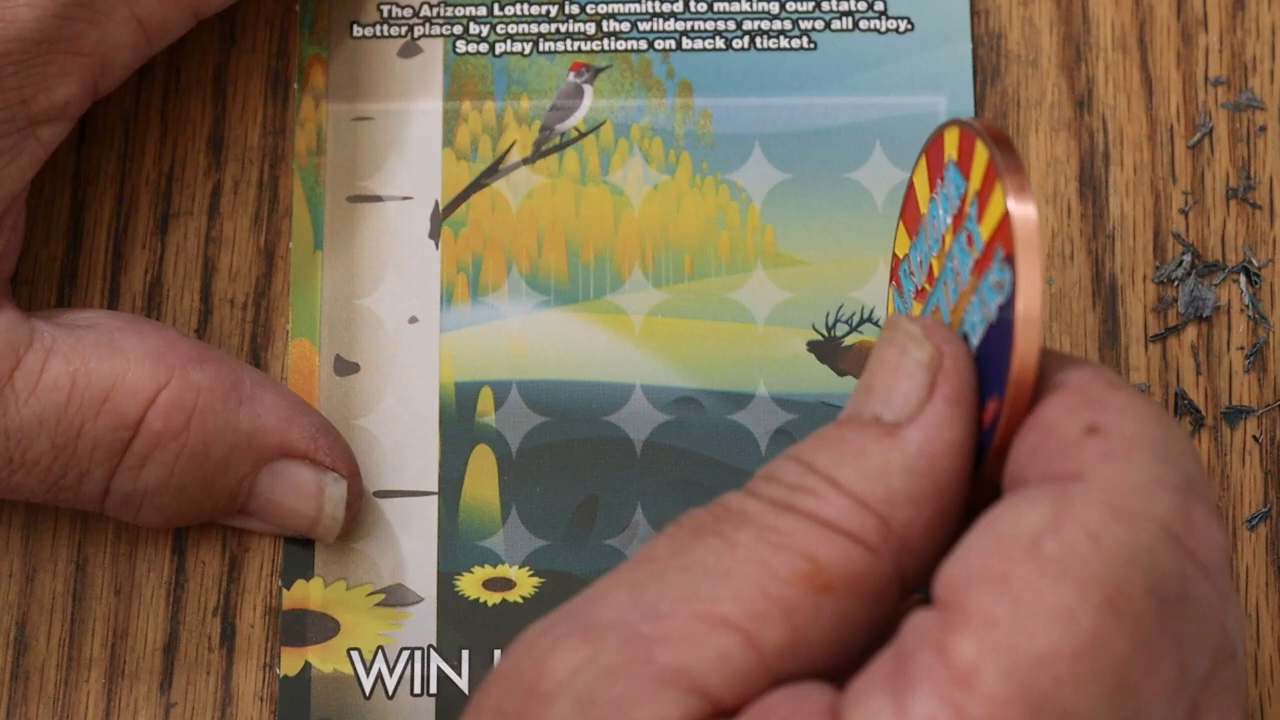 The Arizona Lottery is committed to making our state a
better place by conserving the wilderness areas we all enjoy.
See play instructions on back of ticket.
WIN